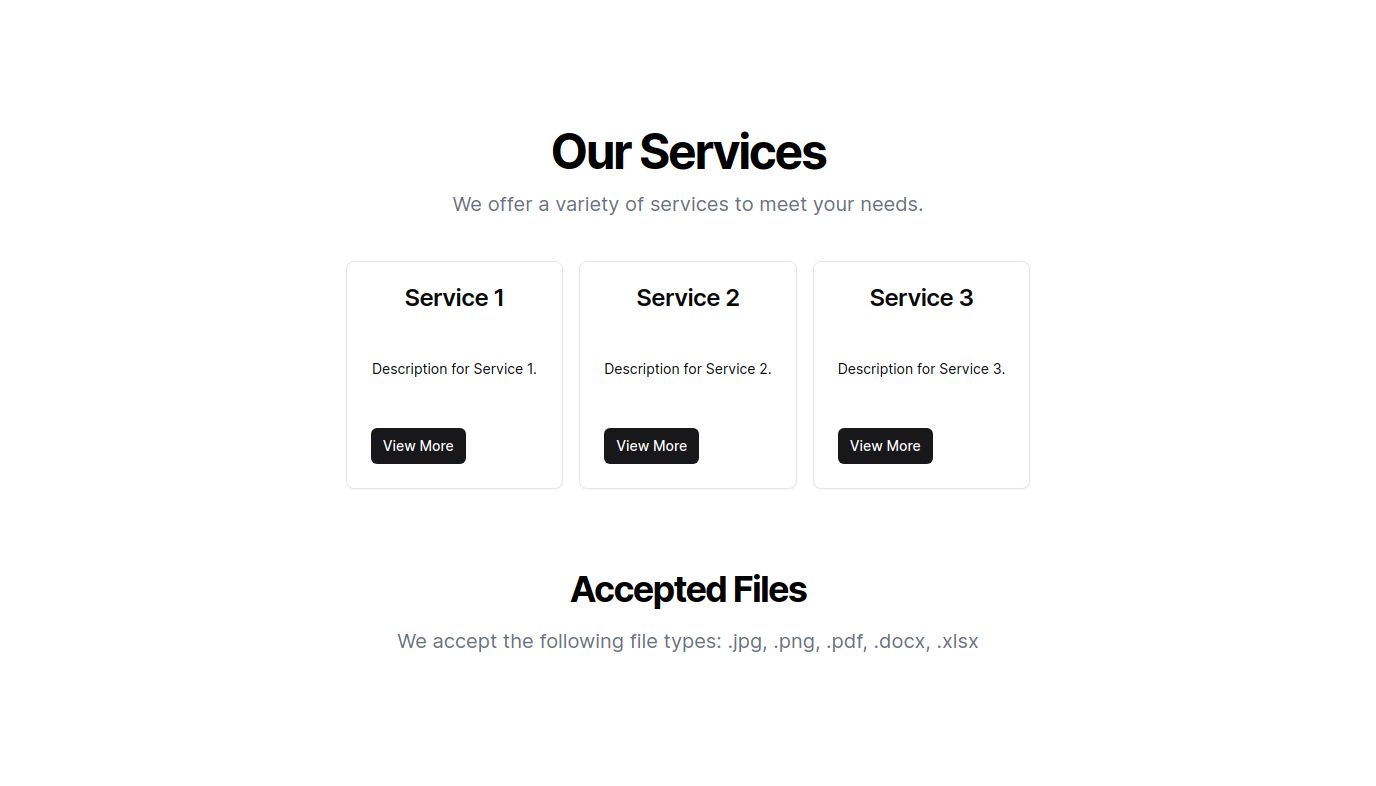 Our Services
We offer a variety of services to meet your needs.
Service 1
Description for Service 1.
View More
Service 2
Description for Service 2.
View More
Service 3
Description for Service 3.
View More
Accepted Files
We accept the following file types: .jpg, .png, .pdf, .docx, .xlsx